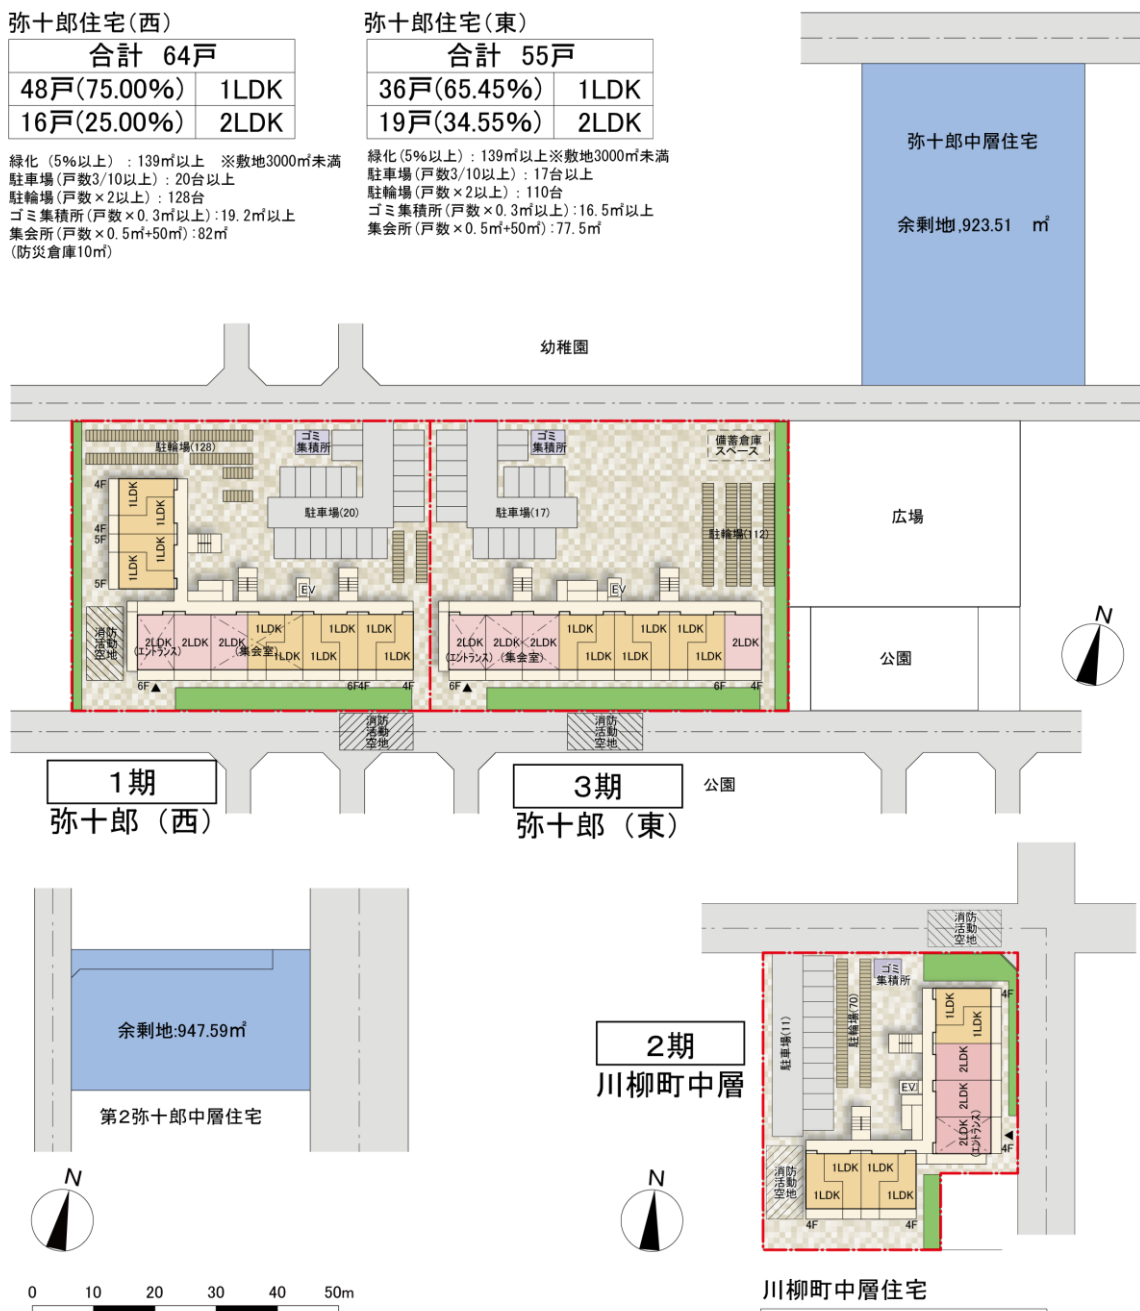 弥十郎住宅(西)
合計 64戸
48戸(75.00%) 1LDK
16戸(25.00%) 2LDK
緑化 (5%以上) : 139㎡以上 ※敷地3000㎡未満
駐車場(戸数3/10以上) : 20台以上
駐輪場(戸数×2以上) : 128台
ゴミ集積所(戸数×0.3㎡以上):19.2㎡以上
集会所(戸数×0.5㎡+50㎡):82㎡
(防災倉庫10㎡)
弥十郎住宅(東)
合計 55戸
36戸(65.45%) 1LDK
19戸(34.55%) 2LDK
緑化(5%以上) : 139㎡以上※敷地3000㎡未満
駐車場(戸数3/10以上) : 17台以上
駐輪場(戸数×2以上) : 110台
ゴミ集積所(戸数×0.3㎡以上):16.5㎡以上
集会所(戸数×0.5㎡+50㎡):77.5㎡
弥十郎中層住宅
余剰地,923.51 ㎡
幼稚園
駐輪場(128)
ゴミ
集積所
ゴミ
集積所
備蓄倉庫
スペース
駐車場(20)
駐車場(17)
駐輪場(112)
広場
4F
1LDK
1LDK
4F
5F
1LDK
1LDK
5F
EV
EV
消防
活動
空地
2LDK
(エントランス)
2LDK
2LDK
(集会室)
1LDK
1LDK
1LDK
1LDK
1LDK
1LDK
6F
6F4F
4F
2LDK
(エントランス)
2LDK
2LDK
(集会室)
1LDK
1LDK
1LDK
1LDK
1LDK
1LDK
2LDK
6F
6F
4F
公園
N
消防
活動
空地
消防
活動
空地
1期
弥十郎 (西)
3期
弥十郎 (東)
公園
余剰地:947.59㎡
第2弥十郎中層住宅
N
2期
川柳町中層
消防
活動
空地
ゴミ
集積所
駐車場(11)
駐輪場(70)
4F
1LDK
1LDK
2LDK
2LDK
2LDK
(エントランス)
EV
4F
消防
活動
空地
1LDK
1LDK
1LDK
1LDK
4F
4F
N
0 10 20 30 40 50m
川柳町中層住宅